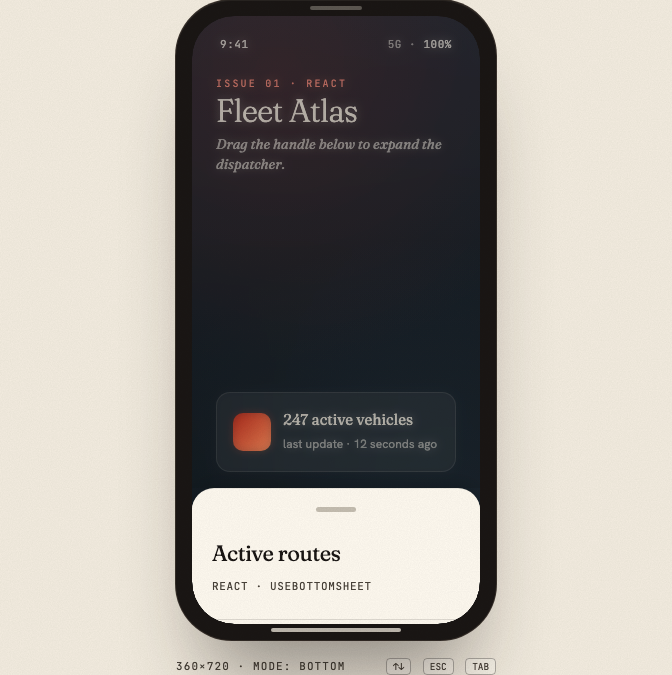 9:41
5G · 100%
ISSUE 01 · REACT
Fleet Atlas
Drag the handle below to expand the
dispatcher.
247 active vehicles
last update · 12 seconds ago
Active routes
REACT · USEBOTTOMSHEET
360×720 · MODE: BOTTOM
↑↓ ESC TAB